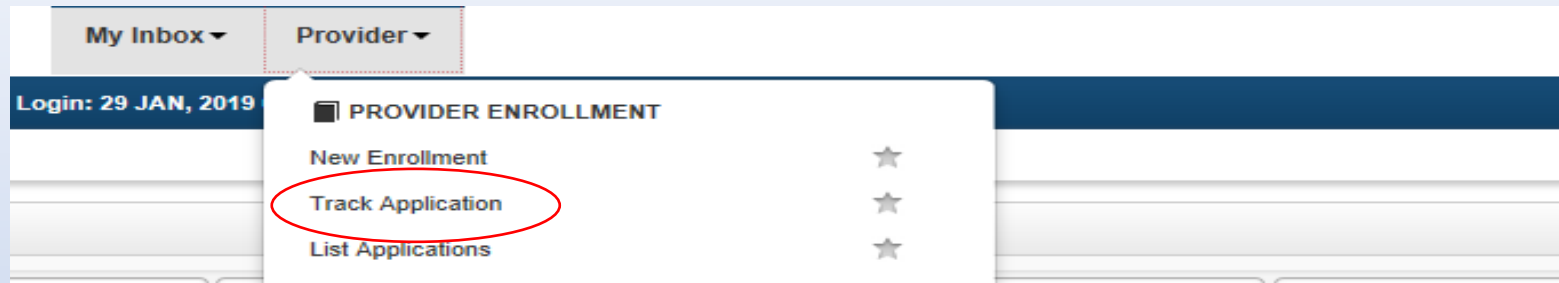 My Inbox Provider
Login: 29 JAN, 2019
PROVIDER ENROLLMENT
New Enrollment
Track Application
List Applications